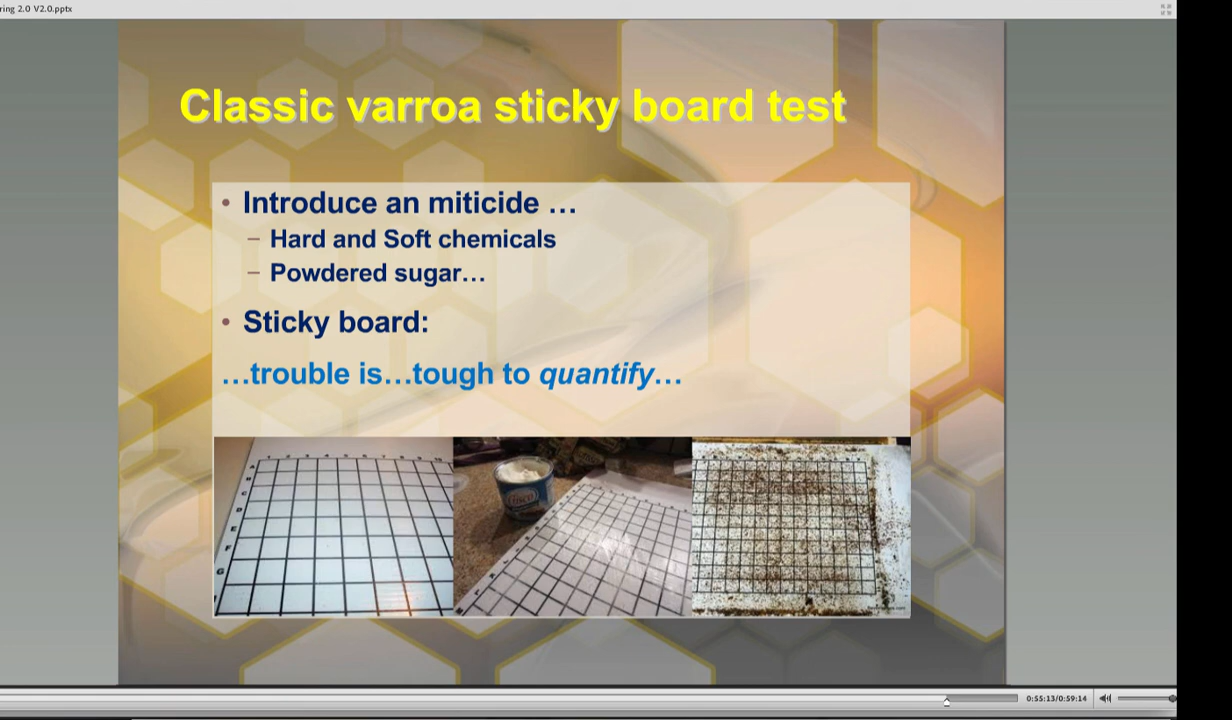 ring 2.0 V2.0.pptx
Classic varroa sticky board test
• Introduce an miticide …
– Hard and Soft chemicals
– Powdered sugar…
• Sticky board:
…trouble is…tough to quantify…
0:55:13/0:59:14